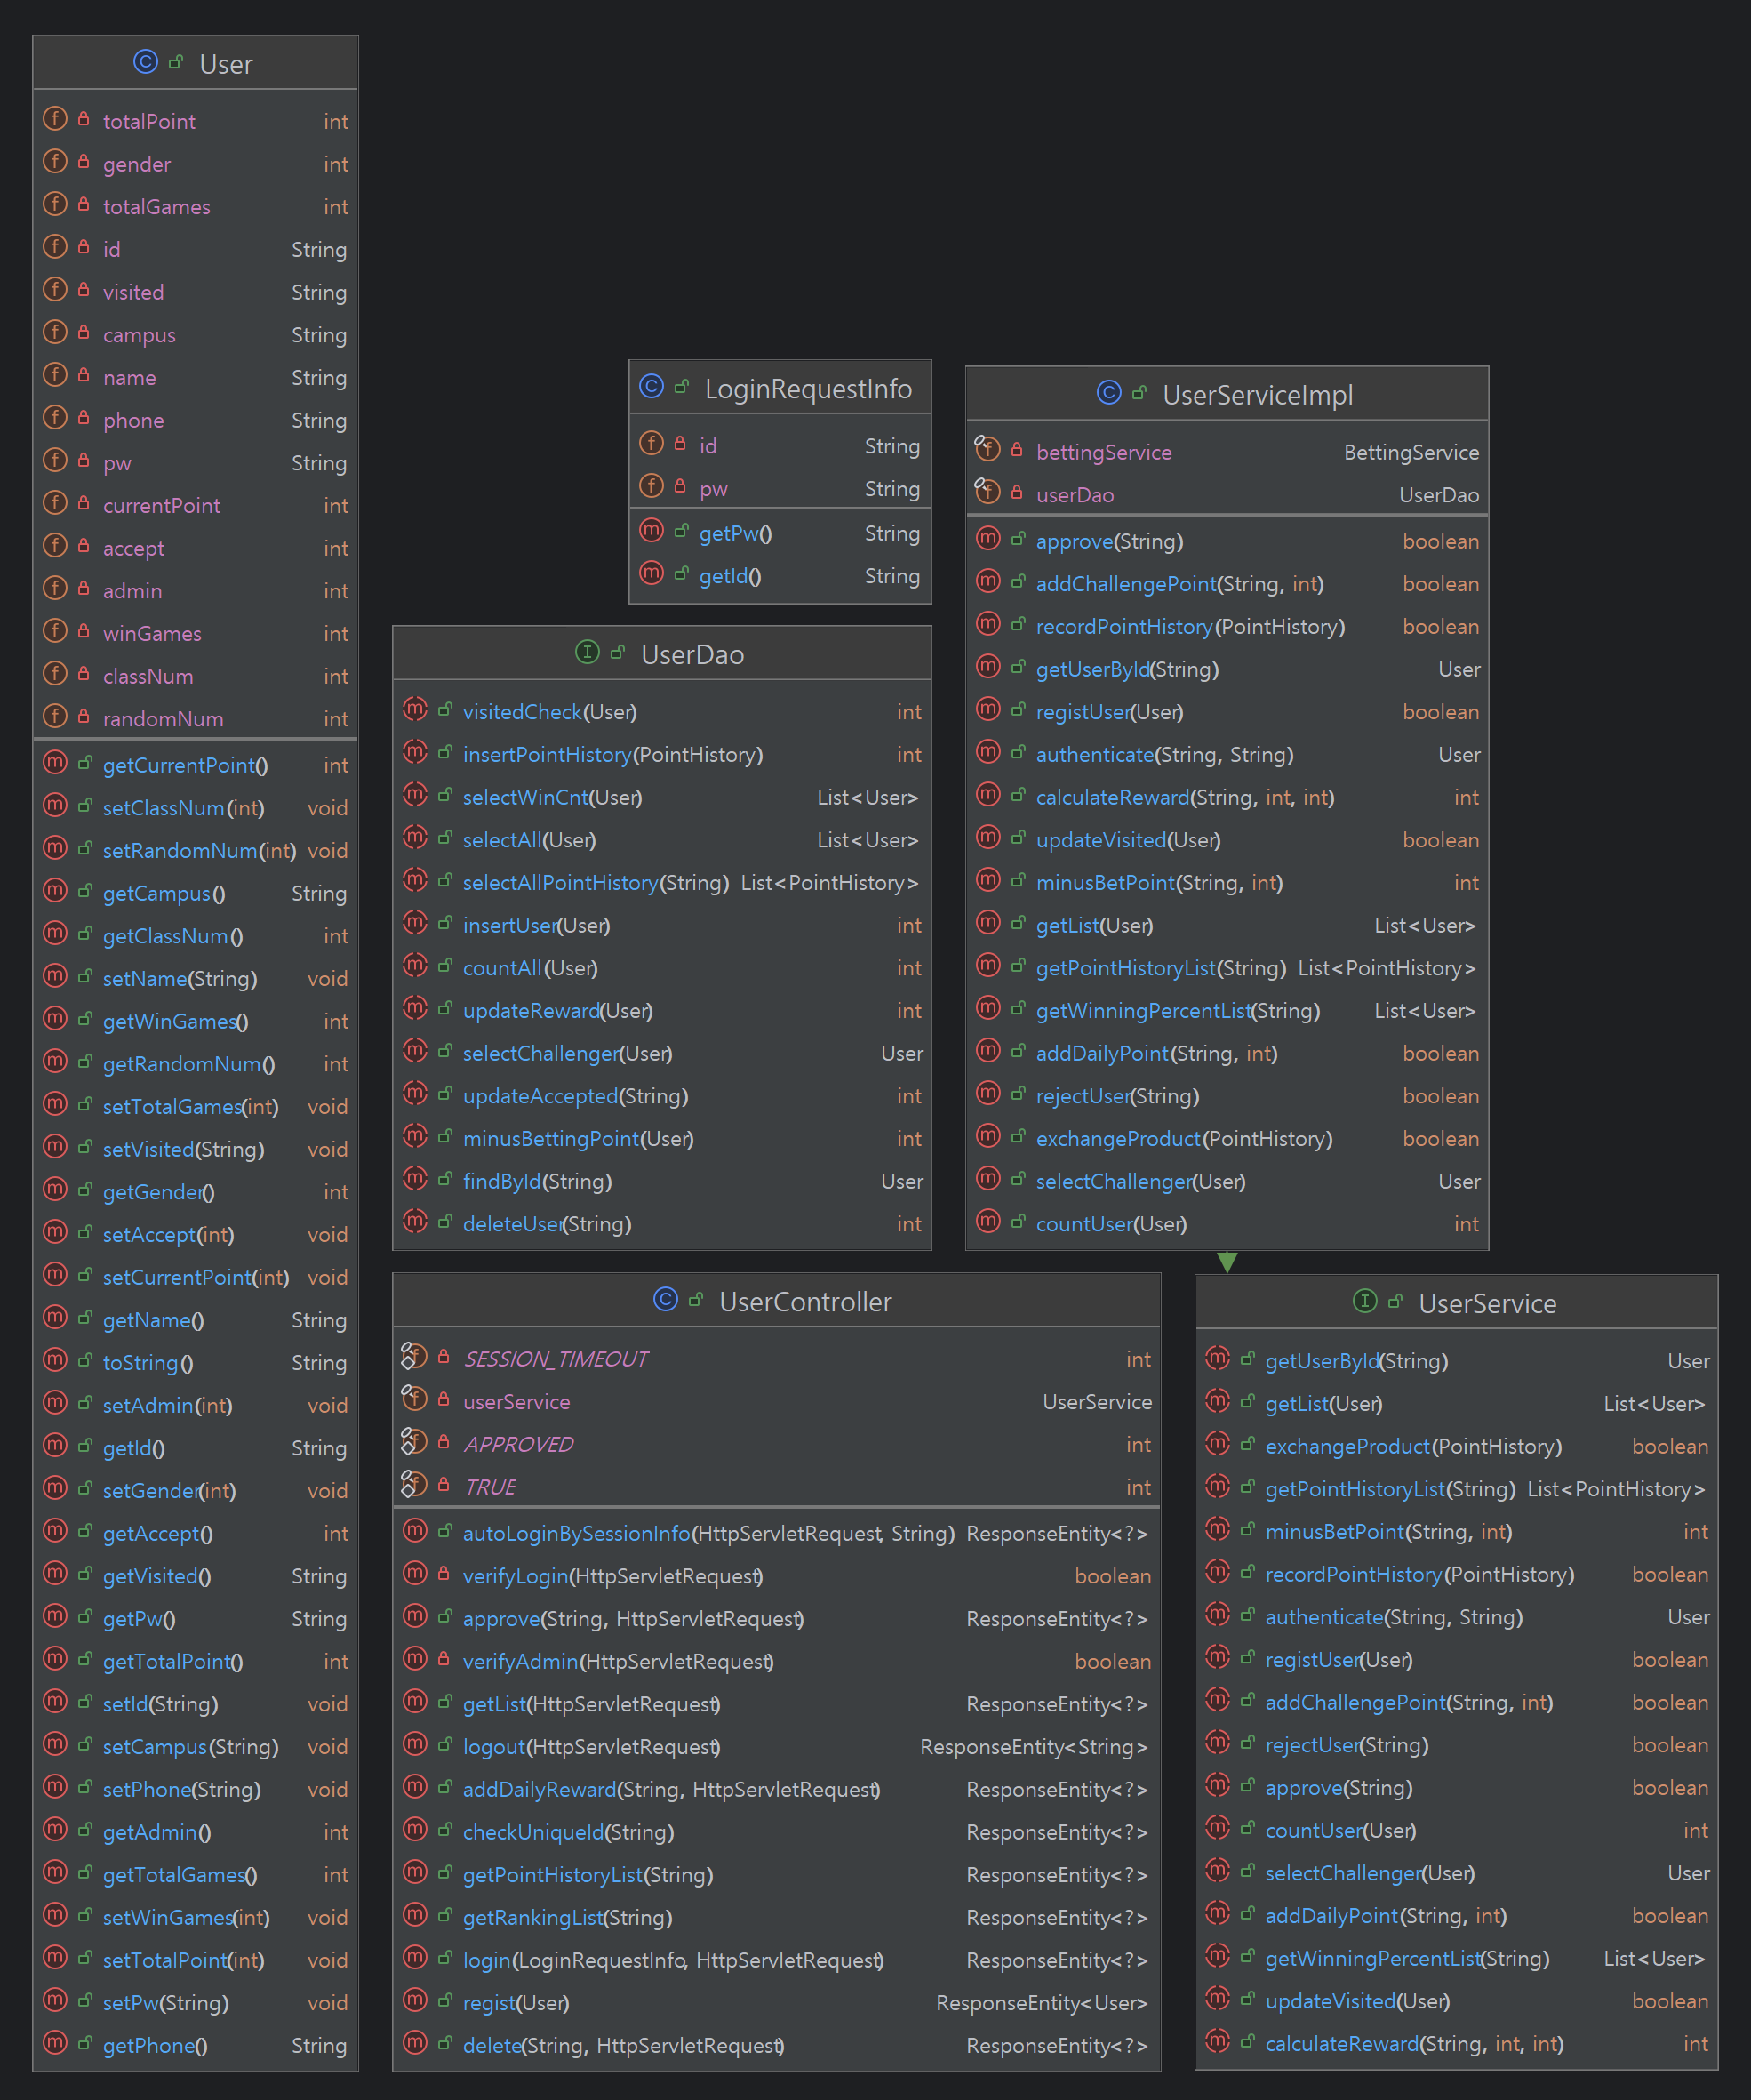 User
totalPoint int
gender int
totalGames int
id String
visited String
campus String
name String
phone String
pw String
currentPoint int
accept int
admin int
winGames int
classNum int
randomNum int
getCurrentPoint() int
setClassNum(int) void
setRandomNum(int) void
getCampus() String
getClassNum() int
setName(String) void
getWinGames() int
getRandomNum() int
setTotalGames(int) void
setVisited(String) void
getGender() int
setAccept(int) void
setCurrentPoint(int) void
getName() String
toString() String
setAdmin(int) void
getId() String
setGender(int) void
getAccept() int
getVisited() String
getPw() String
getTotalPoint() int
setId(String) void
setCampus(String) void
setPhone(String) void
getAdmin() int
getTotalGames() int
setWinGames(int) void
setTotalPoint(int) void
setPw(String) void
getPhone() String
LoginRequestInfo
id String
pw String
getPw() String
getId() String
UserDao
visitedCheck(User) int
insertPointHistory(PointHistory) int
selectWinCnt(User) List<User>
selectAll(User) List<User>
selectAllPointHistory(String) List<PointHistory>
insertUser(User) int
countAll(User) int
updateReward(User) int
selectChallenger(User) User
updateAccepted(String) int
minusBettingPoint(User) int
findById(String) User
deleteUser(String) int
UserServiceImpl
bettingService BettingService
userDao UserDao
approve(String) boolean
addChallengePoint(String, int) boolean
recordPointHistory(PointHistory) boolean
getUserById(String) User
registUser(User) boolean
authenticate(String, String) User
calculateReward(String, int, int) int
updateVisited(User) boolean
minusBetPoint(String, int) int
getList(User) List<User>
getPointHistoryList(String) List<PointHistory>
getWinningPercentList(String) List<User>
addDailyPoint(String, int) boolean
rejectUser(String) boolean
exchangeProduct(PointHistory) boolean
selectChallenger(User) User
countUser(User) int
UserController
SESSION_TIMEOUT int
userService UserService
APPROVED int
TRUE int
autoLoginBySessionInfo(HttpServletRequest, String) ResponseEntity<?>
verifyLogin(HttpServletRequest) boolean
approve(String, HttpServletRequest) ResponseEntity<?>
verifyAdmin(HttpServletRequest) boolean
getList(HttpServletRequest) ResponseEntity<?>
logout(HttpServletRequest) ResponseEntity<String>
addDailyReward(String, HttpServletRequest) ResponseEntity<?>
checkUniqueId(String) ResponseEntity<?>
getPointHistoryList(String) ResponseEntity<?>
getRankingList(String) ResponseEntity<?>
login(LoginRequestInfo, HttpServletRequest) ResponseEntity<?>
regist(User) ResponseEntity<User>
delete(String, HttpServletRequest) ResponseEntity<?>
UserService
getUserById(String) User
getList(User) List<User>
exchangeProduct(PointHistory) boolean
getPointHistoryList(String) List<PointHistory>
minusBetPoint(String, int) int
recordPointHistory(PointHistory) boolean
authenticate(String, String) User
registUser(User) boolean
addChallengePoint(String, int) boolean
rejectUser(String) boolean
approve(String) boolean
countUser(User) int
selectChallenger(User) User
addDailyPoint(String, int) boolean
getWinningPercentList(String) List<User>
updateVisited(User) boolean
calculateReward(String, int, int) int